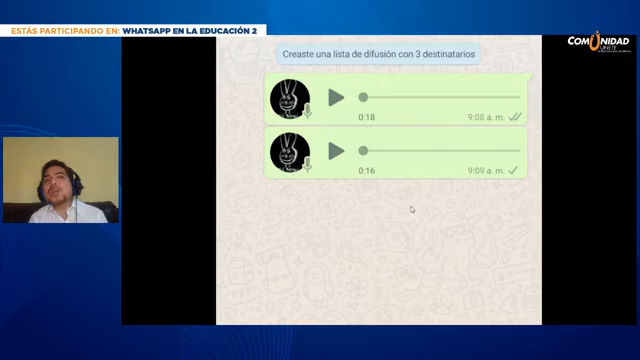 ESTÁS PARTICIPANDO EN: WHATSAPP EN LA EDUCACIÓN 2
COMUNIDAD
ÚNETE
Creaste una lista de difusión con 3 destinatarios
0:18 9:08 a. m.
0:16 9:09 a. m.